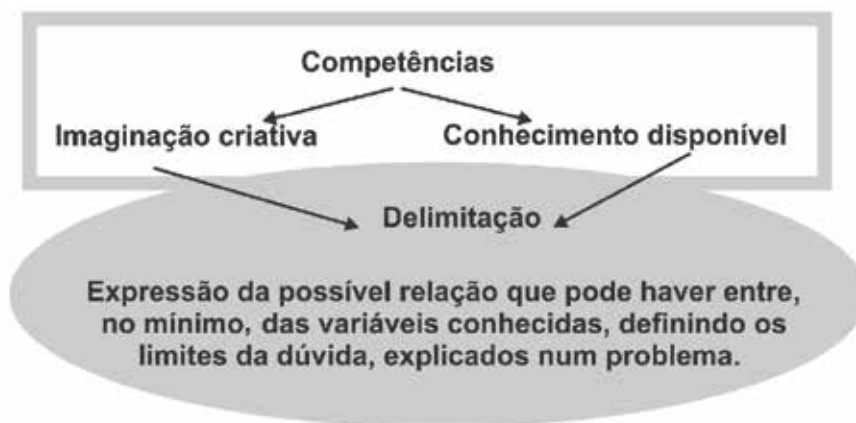 Competências
Imaginação criativa
Conhecimento disponível
Delimitação
Expressão da possível relação que pode haver entre,
no mínimo, das variáveis conhecidas, definindo os
limites da dúvida, explicados num problema.